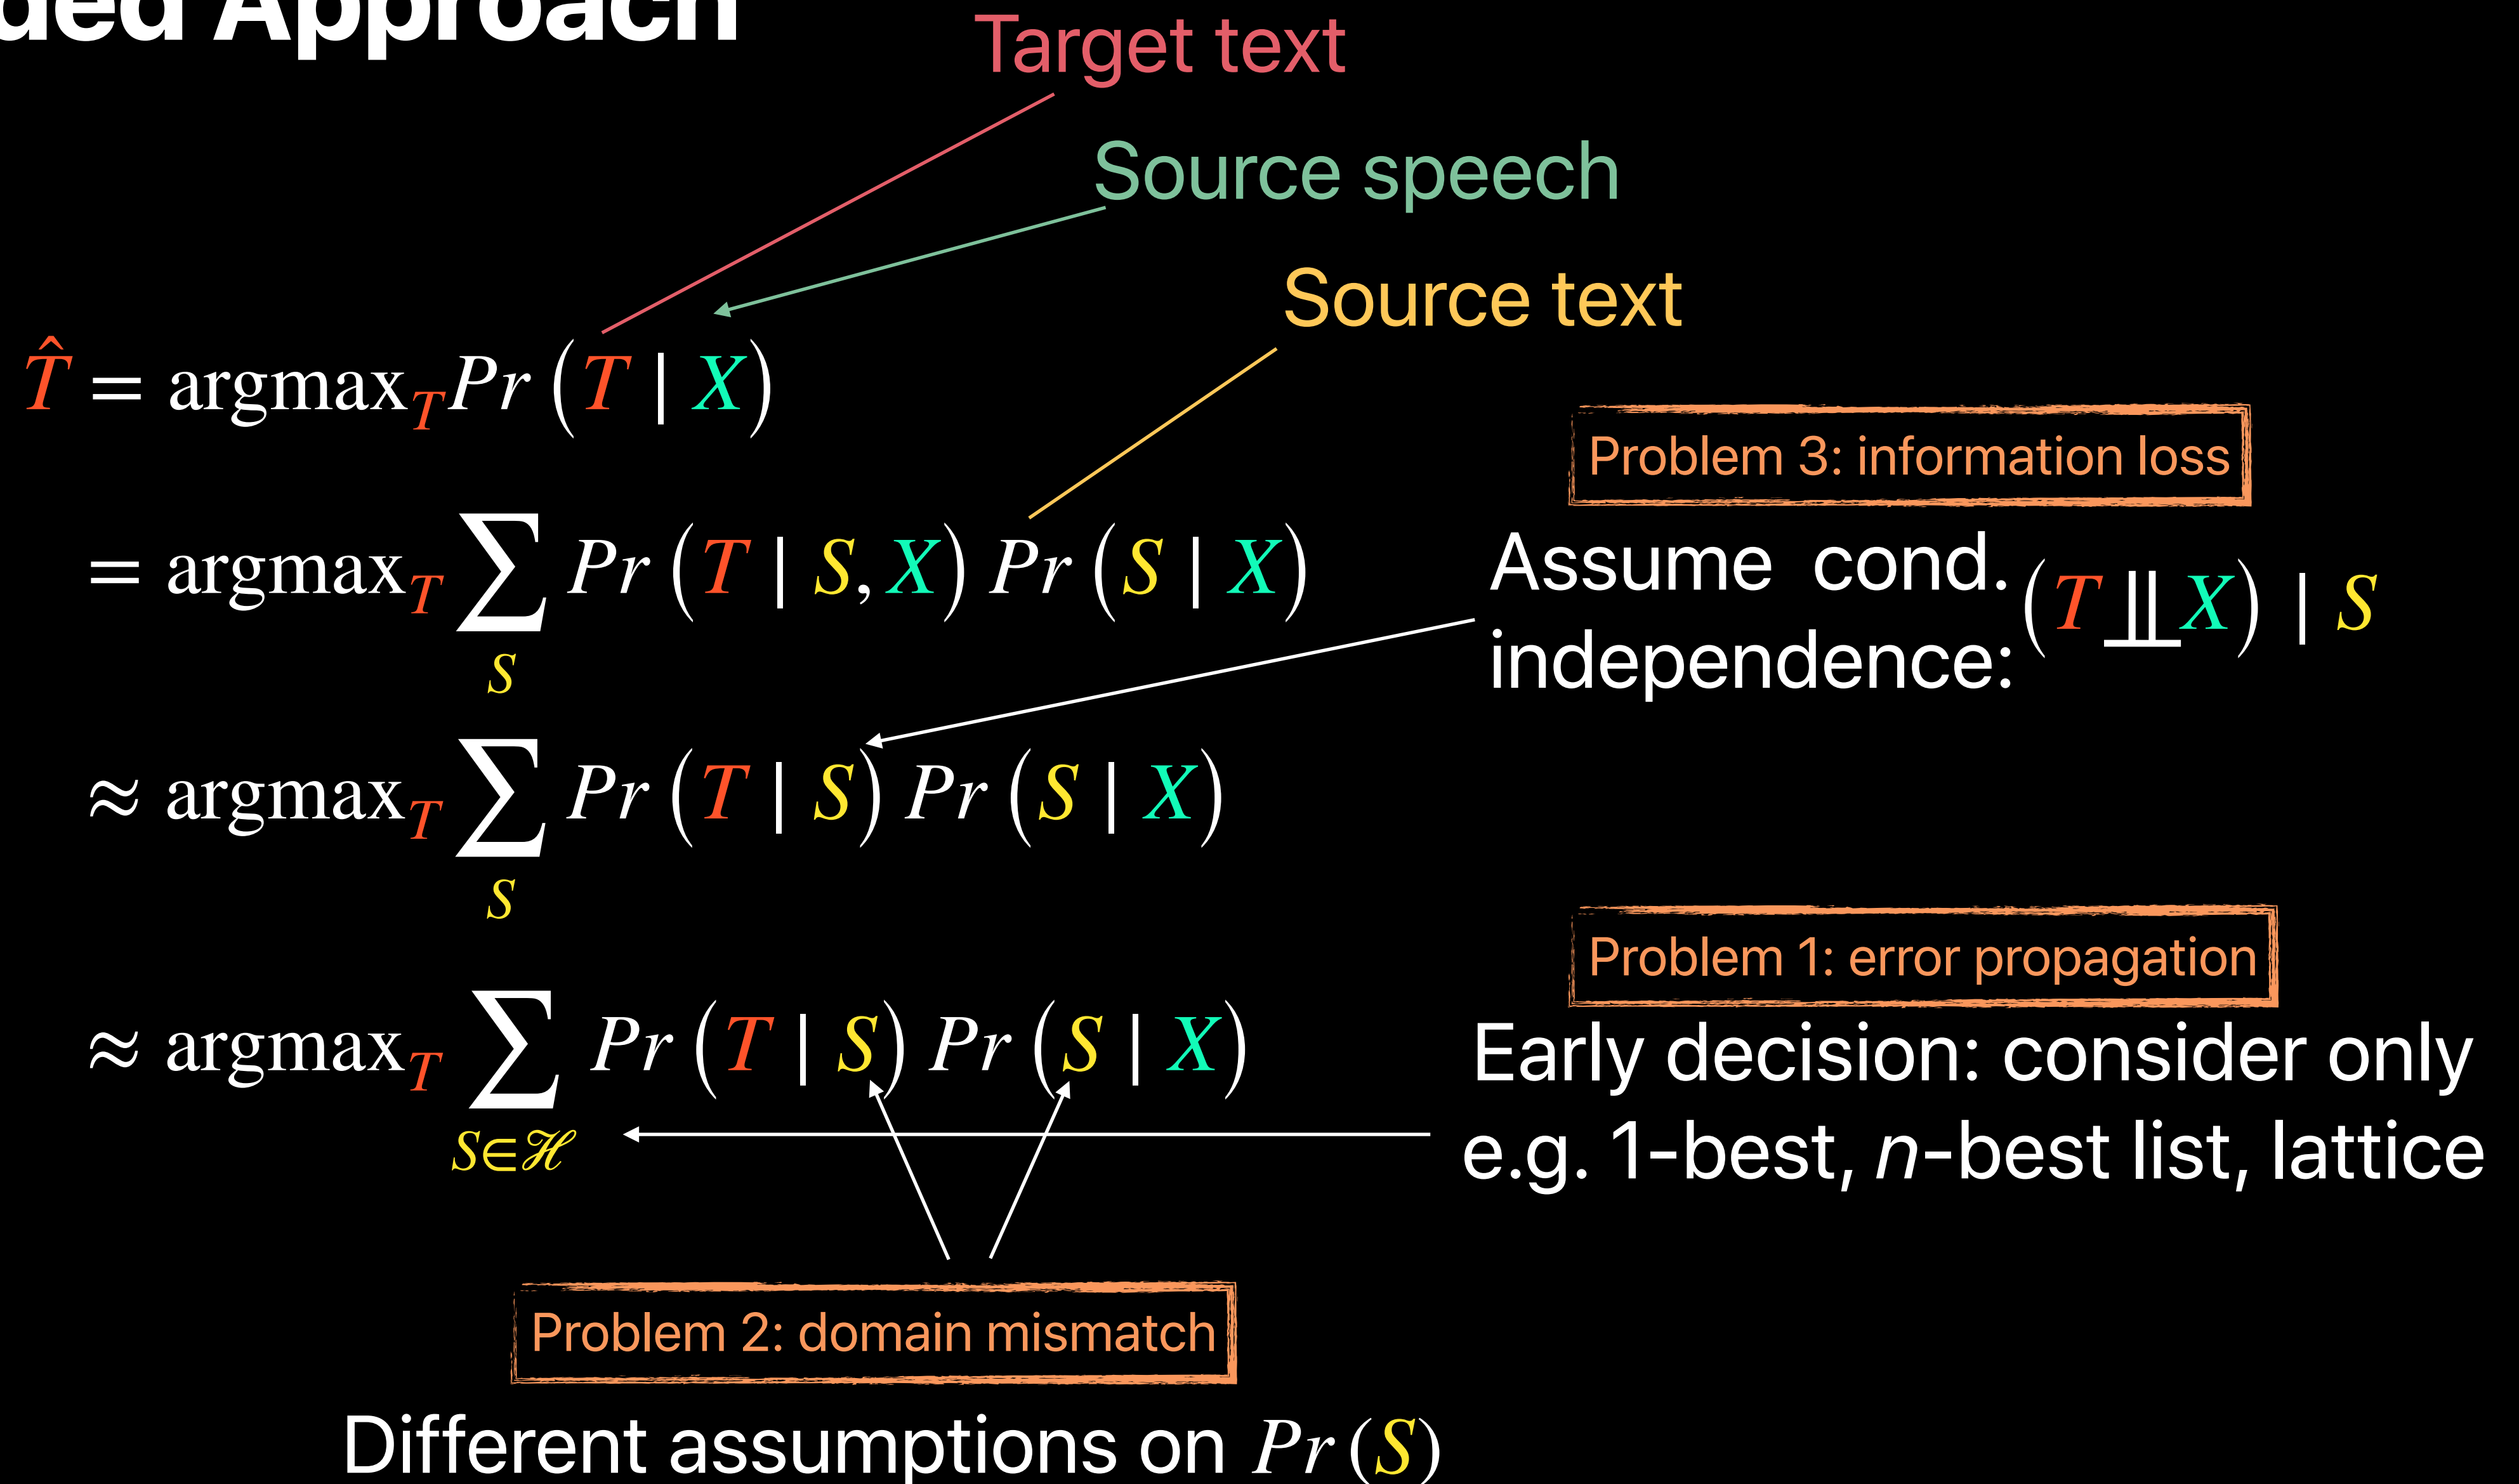 Approach
Target text
Source speech
Source text
T̂ = argmax_T Pr (T | X)
Problem 3: information loss
= argmax_T ∑_S Pr (T | S, X) Pr (S | X)
Assume cond. independence: (T ⫫ X) | S
≈ argmax_T ∑_S Pr (T | S) Pr (S | X)
Problem 1: error propagation
≈ argmax_T ∑_{S∈ℋ} Pr (T | S) Pr (S | X)
Early decision: consider only
e.g. 1-best, n-best list, lattice
Problem 2: domain mismatch
Different assumptions on Pr (S)